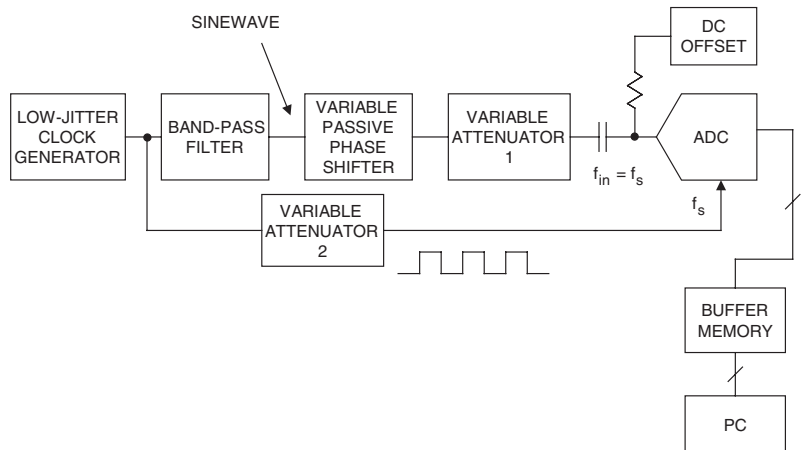 SINEWAVE
DC
OFFSET
LOW-JITTER
CLOCK
GENERATOR
BAND-PASS
FILTER
VARIABLE
PASSIVE
PHASE
SHIFTER
VARIABLE
ATTENUATOR
1
ADC
fin = fs
fs
VARIABLE
ATTENUATOR
2
BUFFER
MEMORY
PC